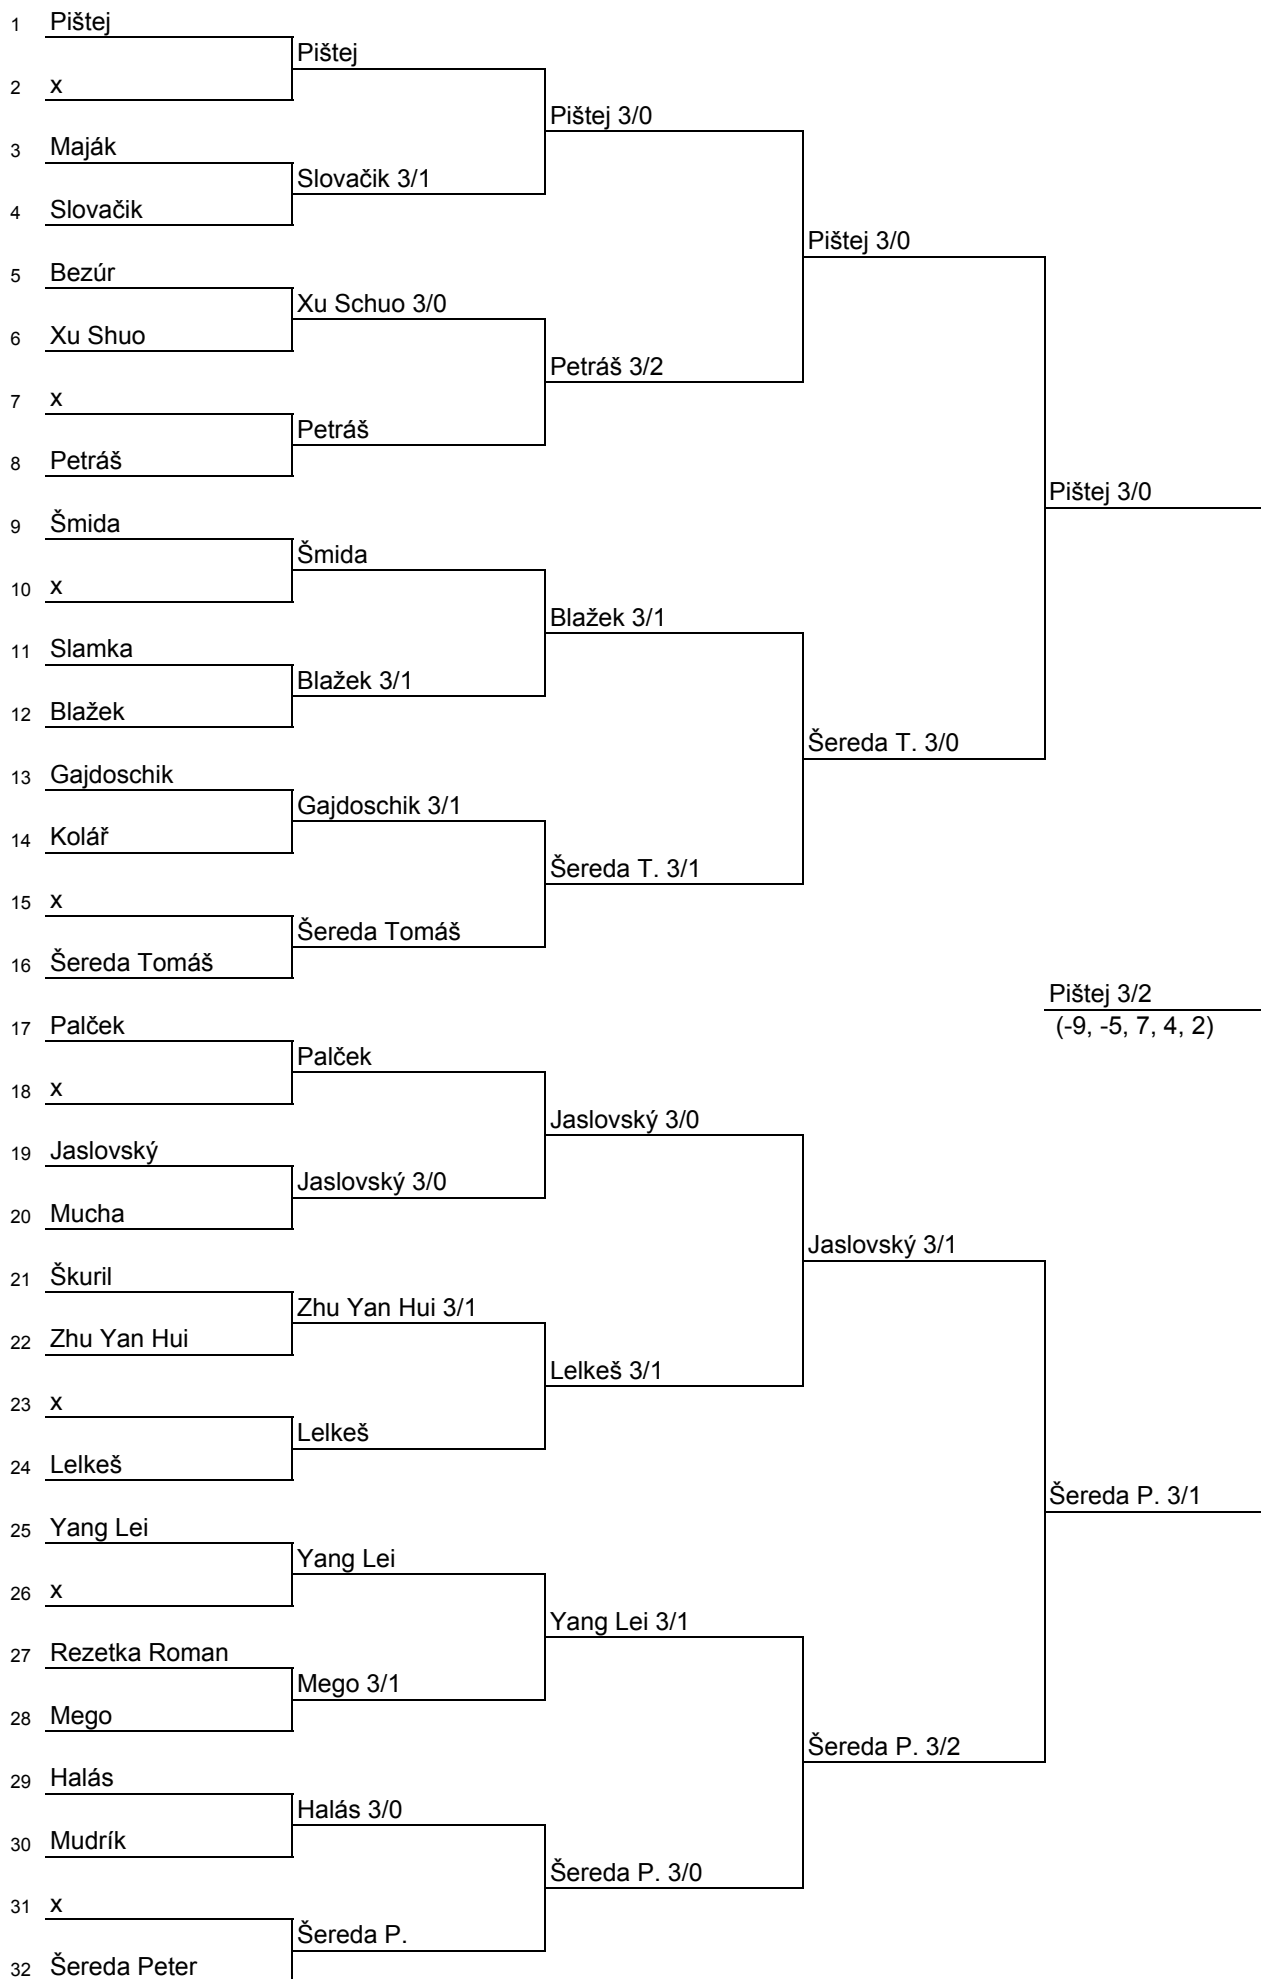 1 Pištej
Pištej
2 x
Pištej 3/0
3 Maják
Slovačik 3/1
4 Slovačik
Pištej 3/0
5 Bezúr
Xu Schuo 3/0
6 Xu Shuo
Petráš 3/2
7 x
Petráš
8 Petráš
Pištej 3/0
9 Šmida
Šmida
10 x
Blažek 3/1
11 Slamka
Blažek 3/1
12 Blažek
Šereda T. 3/0
13 Gajdoschik
Gajdoschik 3/1
14 Kolář
Šereda T. 3/1
15 x
Šereda Tomáš
16 Šereda Tomáš
Pištej 3/2
(-9, -5, 7, 4, 2)
17 Palček
Palček
18 x
Jaslovský 3/0
19 Jaslovský
Jaslovský 3/0
20 Mucha
Jaslovský 3/1
21 Škuril
Zhu Yan Hui 3/1
22 Zhu Yan Hui
Lelkeš 3/1
23 x
Lelkeš
24 Lelkeš
Šereda P. 3/1
25 Yang Lei
Yang Lei
26 x
Yang Lei 3/1
27 Rezetka Roman
Mego 3/1
28 Mego
Šereda P. 3/2
29 Halás
Halás 3/0
30 Mudrík
Šereda P. 3/0
31 x
Šereda P.
32 Šereda Peter